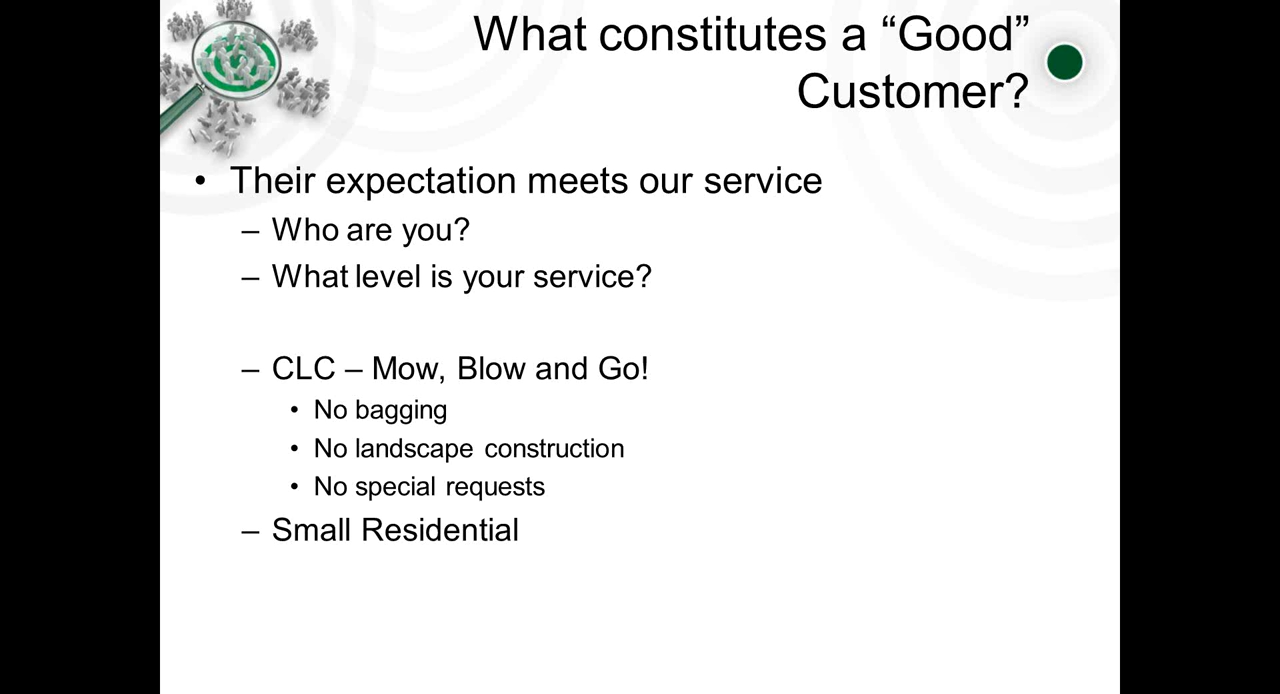 What constitutes a “Good”
Customer?
• Their expectation meets our service
– Who are you?
– What level is your service?
– CLC – Mow, Blow and Go!
• No bagging
• No landscape construction
• No special requests
– Small Residential